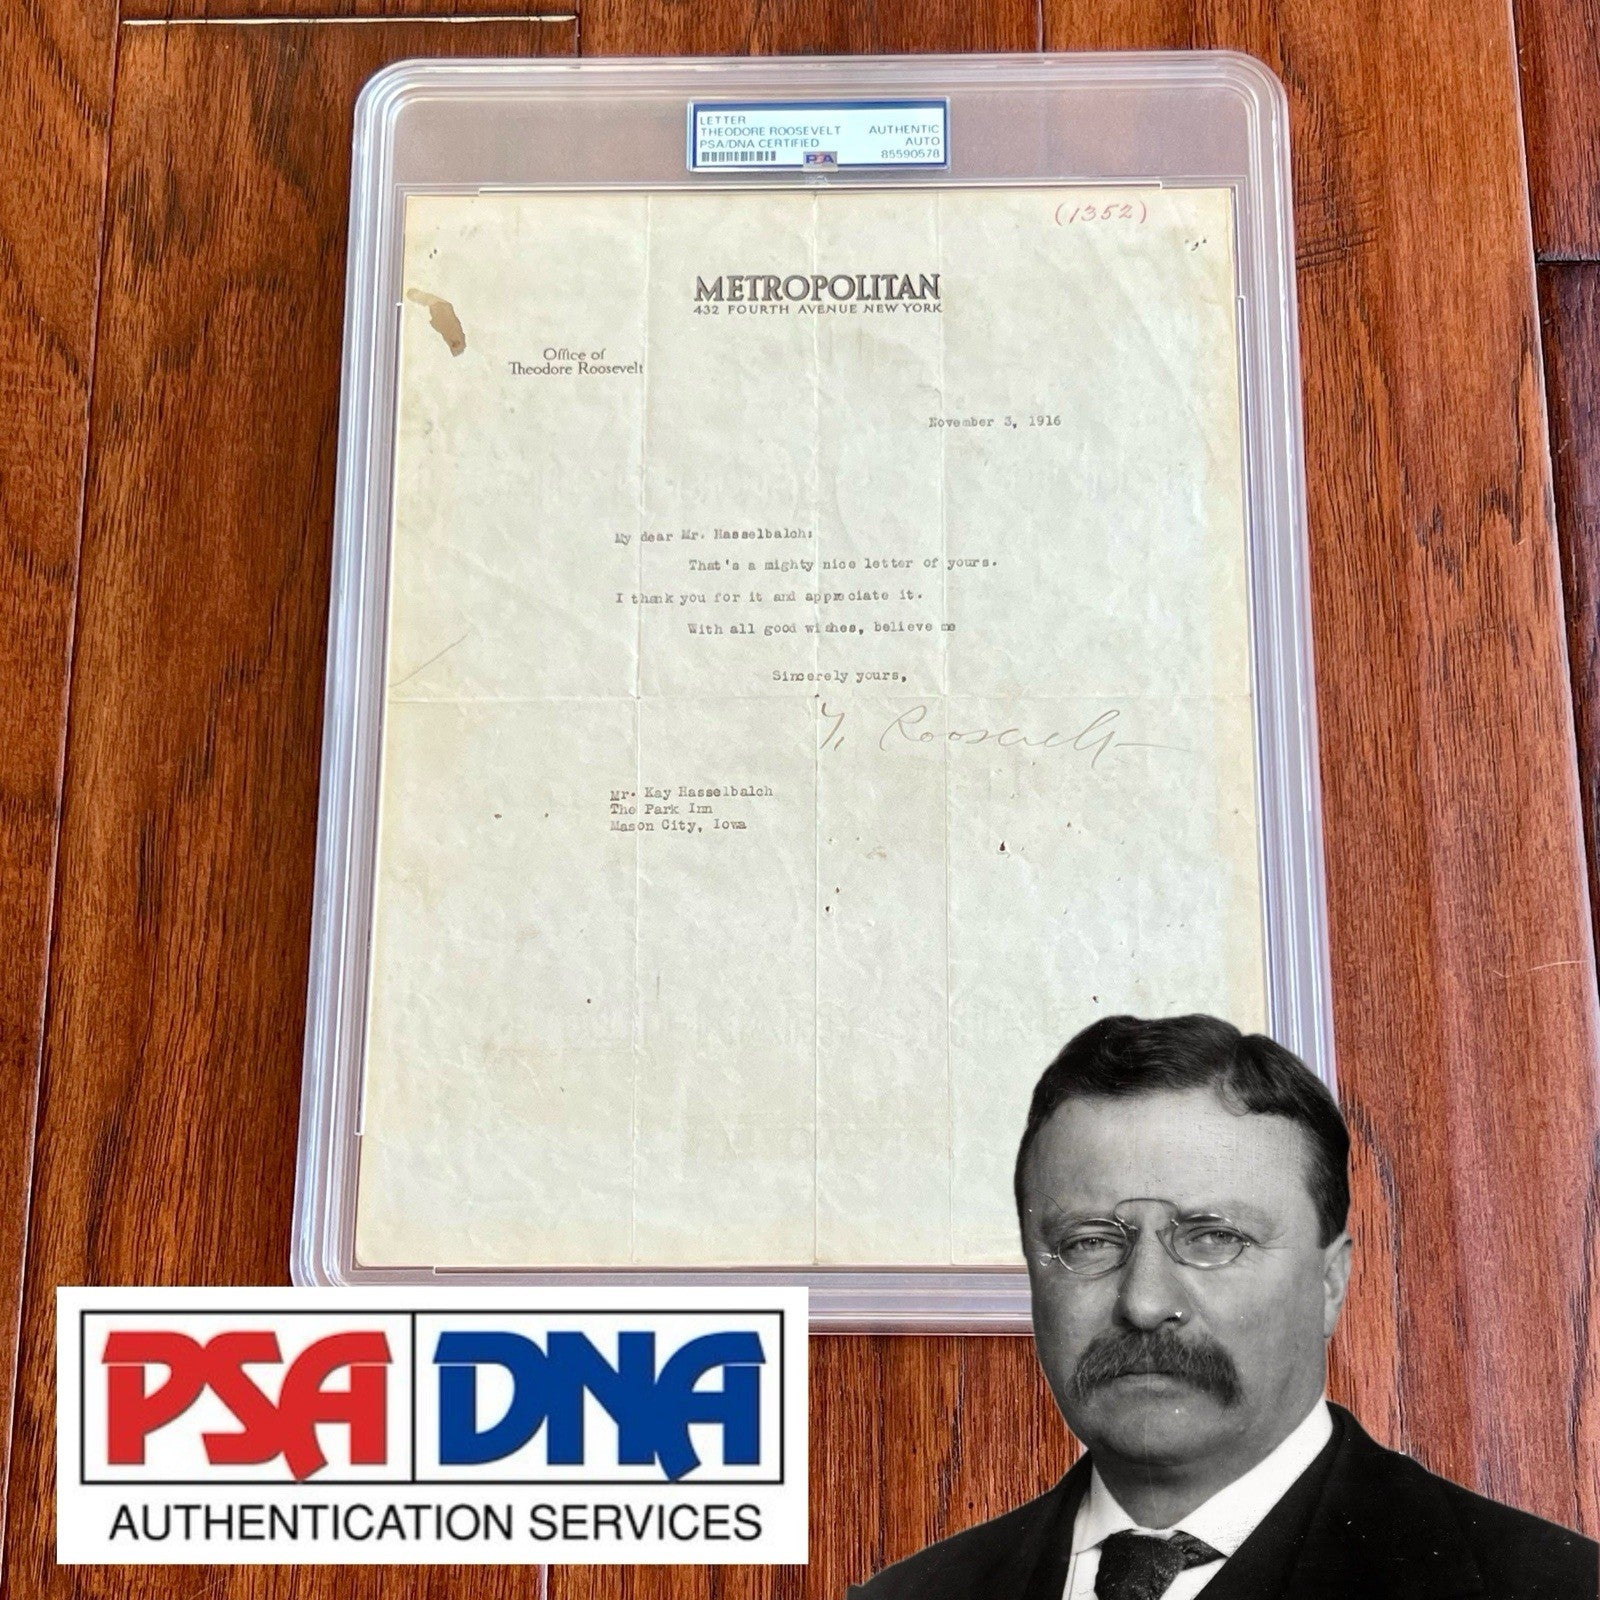 LETTER
THEODORE ROOSEVELT AUTHENTIC
PSA/DNA CERTIFIED AUTO
PSA 85590578
(1352)
METROPOLITAN
432 FOURTH AVENUE NEW YORK
Office of
Theodore Roosevelt
November 3, 1916
My dear Mr. Hasselbalch:
That's a mighty nice letter of yours.
I thank you for it and appreciate it.
With all good wishes, believe me
Sincerely yours,
T. Roosevelt
Mr. Kay Hasselbalch
The Park Inn
Mason City, Iowa
PSA DNA
AUTHENTICATION SERVICES